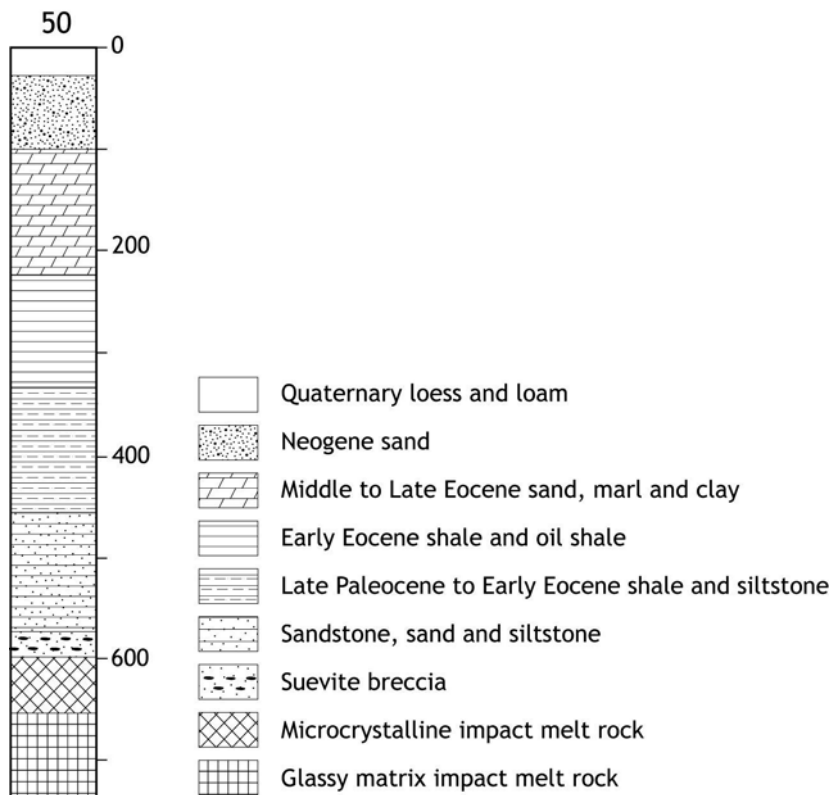 50
0
200
400
600
Quaternary loess and loam
Neogene sand
Middle to Late Eocene sand, marl and clay
Early Eocene shale and oil shale
Late Paleocene to Early Eocene shale and siltstone
Sandstone, sand and siltstone
Suevite breccia
Microcrystalline impact melt rock
Glassy matrix impact melt rock